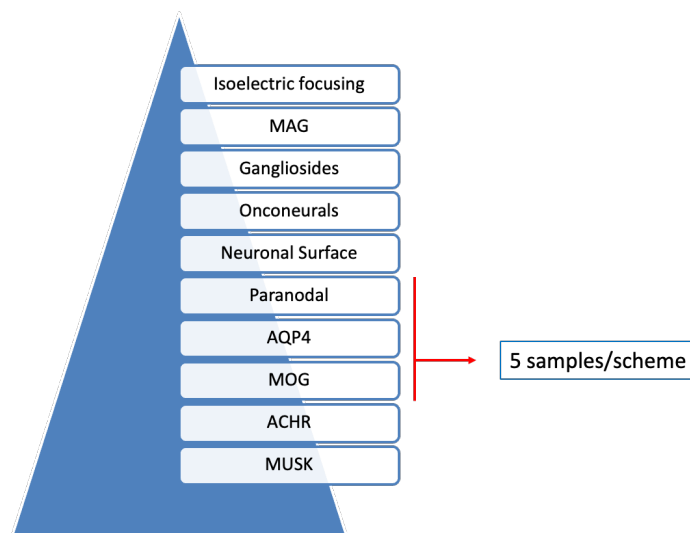 Isoelectric focusing
MAG
Gangliosides
Onconeurals
Neuronal Surface
Paranodal
AQP4
MOG
ACHR
MUSK
5 samples/scheme